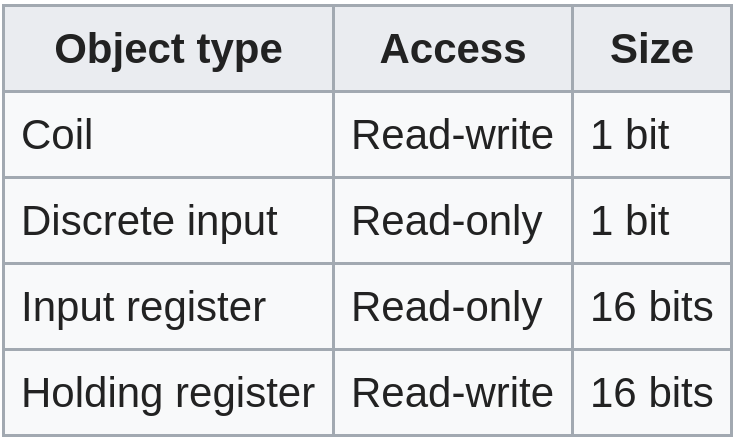 Object type Access Size
Coil Read-write 1 bit
Discrete input Read-only 1 bit
Input register Read-only 16 bits
Holding register Read-write 16 bits